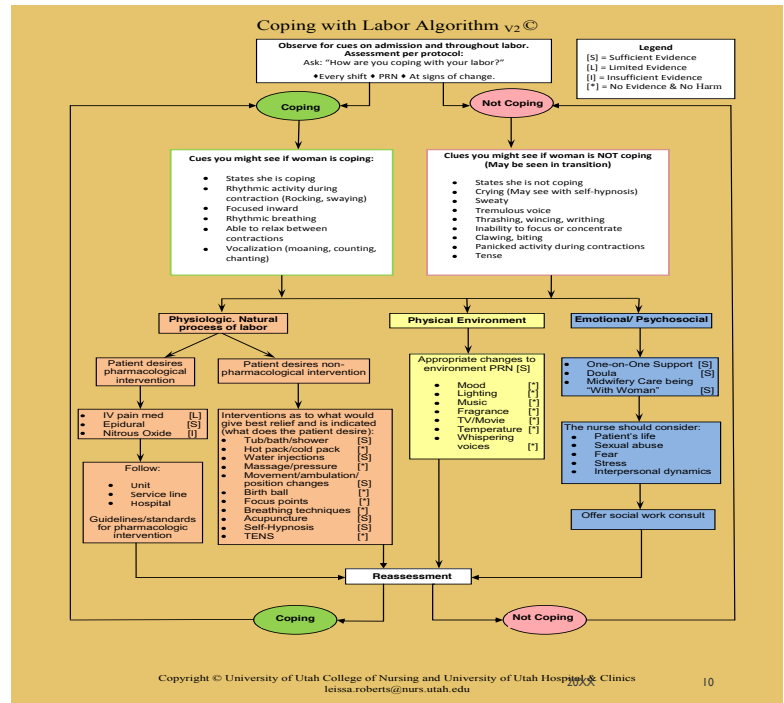 Coping with Labor Algorithm V2 ©
Observe for cues on admission and throughout labor.
Assessment per protocol:
Ask: “How are you coping with your labor?”
•Every shift • PRN • At signs of change.
Legend
[S] = Sufficient Evidence
[L] = Limited Evidence
[I] = Insufficient Evidence
[*] = No Evidence & No Harm
Coping
Not Coping
Cues you might see if woman is coping:
• States she is coping
• Rhythmic activity during
contraction (Rocking, swaying)
• Focused inward
• Rhythmic breathing
• Able to relax between
contractions
• Vocalization (moaning, counting,
chanting)
Clues you might see if woman is NOT coping
(May be seen in transition)
• States she is not coping
• Crying (May see with self-hypnosis)
• Sweaty
• Tremulous voice
• Thrashing, wincing, writhing
• Inability to focus or concentrate
• Clawing, biting
• Panicked activity during contractions
• Tense
Physiologic. Natural
process of labor
Patient desires
pharmacological
intervention
• IV pain med [L]
• Epidural [S]
• Nitrous Oxide [I]
Follow:
• Unit
• Service line
• Hospital
Guidelines/standards
for pharmacologic
intervention
Patient desires non-
pharmacological intervention
Interventions as to what would
give best relief and is indicated
(what does the patient desire):
• Tub/bath/shower [S]
• Hot pack/cold pack [*]
• Water injections [S]
• Massage/pressure [*]
• Movement/ambulation/
position changes [S]
• Birth ball [*]
• Focus points [*]
• Breathing techniques [*]
• Acupuncture [S]
• Self-Hypnosis [S]
• TENS [*]
Physical Environment
Appropriate changes to
environment PRN [S]
• Mood [*]
• Lighting [*]
• Music [*]
• Fragrance [*]
• TV/Movie [*]
• Temperature [*]
• Whispering
voices [*]
Emotional/ Psychosocial
• One-on-One Support [S]
• Doula [S]
• Midwifery Care being
“With Woman” [S]
The nurse should consider:
• Patient's life
• Sexual abuse
• Fear
• Stress
• Interpersonal dynamics
Offer social work consult
Reassessment
Coping
Not Coping
Copyright © University of Utah College of Nursing and University of Utah Hospital & Clinics
leissa.roberts@nurs.utah.edu
20XX
10